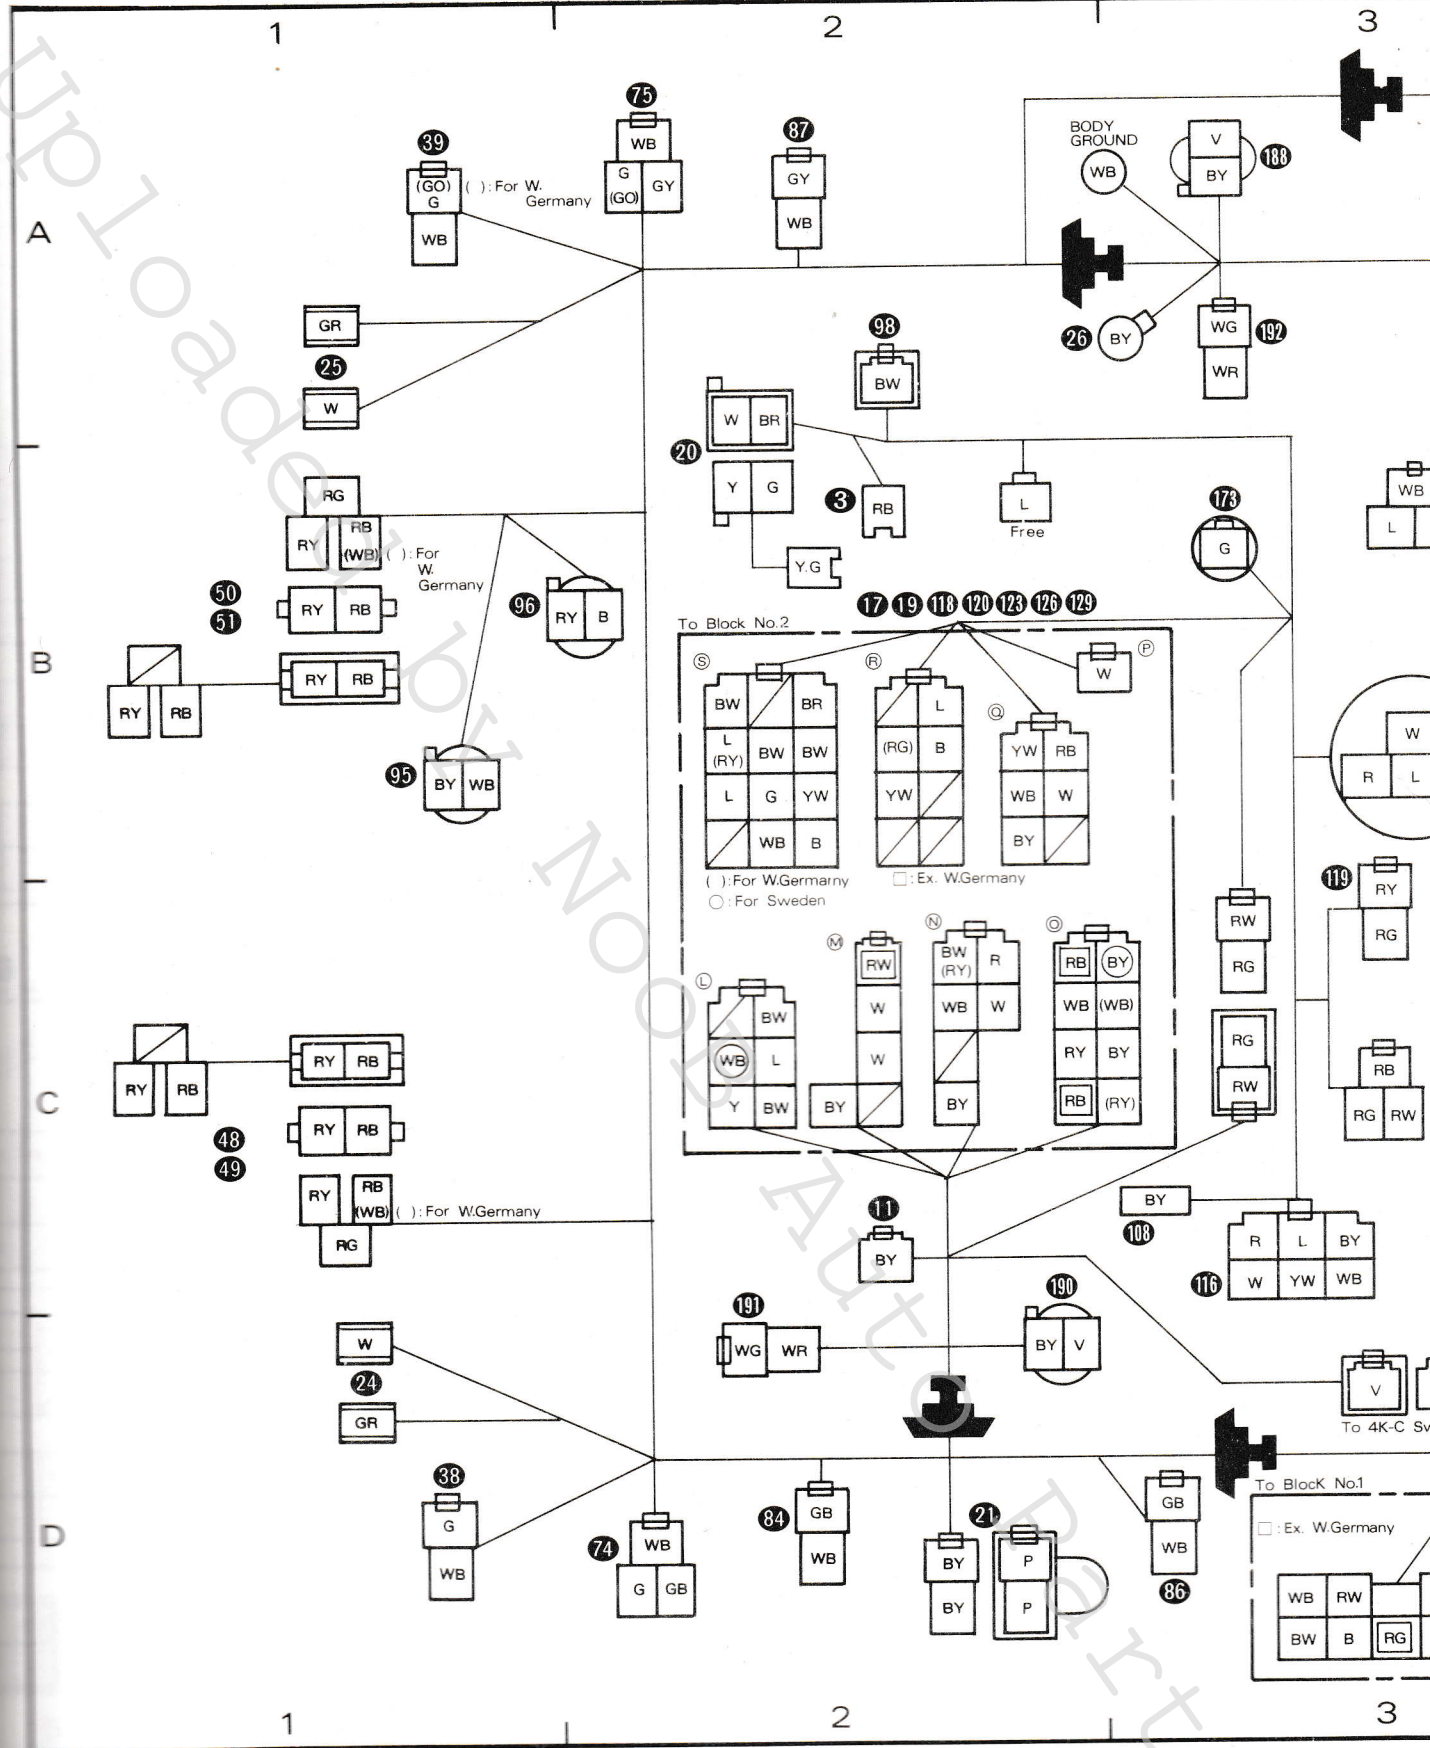 1 2 3
75
39
87
WB
(GO)
G
WB
( ): For W.
Germany
G
(GO)
GY
GY
WB
BODY
GROUND
WB
V
BY
188
A
GR
25
W
98
BW
26
BY
WG
WR
192
W BR
20
Y G
3
RB
L
Free
Y.G
173
G
WB
L
RG
RY
RB
(WB)
( ): For
W.
Germany
50
51
RY RB
96
RY B
B
RY RB
RY RB
95
BY WB
17 19 118 120 123 126 129
To Block No.2
S
BW BR
L
(RY)
BW BW
L G YW
WB B
R
L
(RG) B
YW
Q
YW RB
WB W
BY
P
W
( ): For W.Germarny
○: For Sweden
□: Ex. W.Germany
W
R L
119
RY
RG
RW
RG
L
BW
WB L
Y BW
M
RW
W
W
BY
N
BW
(RY)
R
WB W
BY
O
RB BY
WB (WB)
RY BY
RB (RY)
RG
RW
RB
RG RW
C
RY RB
RY RB
48
49
RY RB
RY
RB
(WB)
( ): For W.Germany
RG
11
BY
BY
108
116
R L BY
W YW WB
191
WG WR
190
BY V
W
24
GR
V
To 4K-C Sv
38
G
WB
D
74
WB
G GB
84
GB
WB
BY
BY
21
P
P
GB
WB
86
To BlocK No.1
□: Ex. W.Germany
WB RW
BW B RG
1 2 3
Uploaded by NooB Auto Part